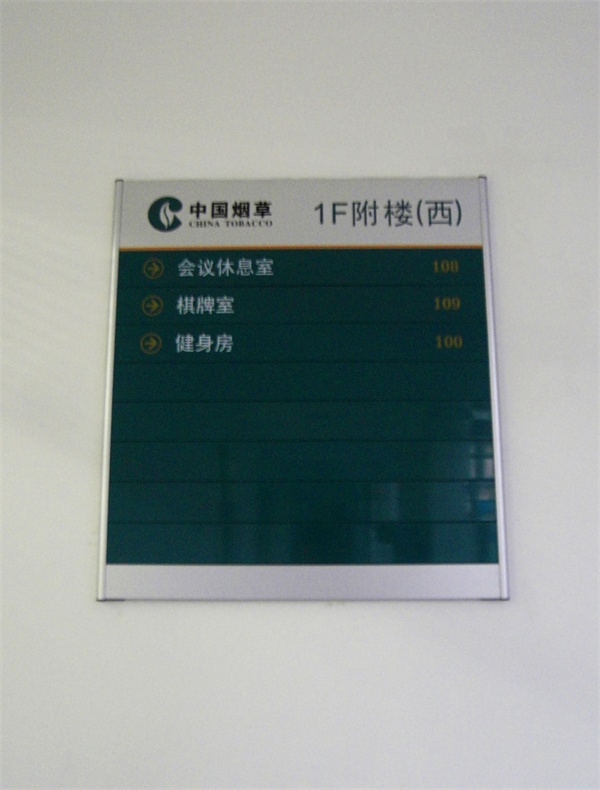 中国烟草 1F附楼(西)
CHINA TOBACCO
会议休息室 108
棋牌室 109
健身房 100